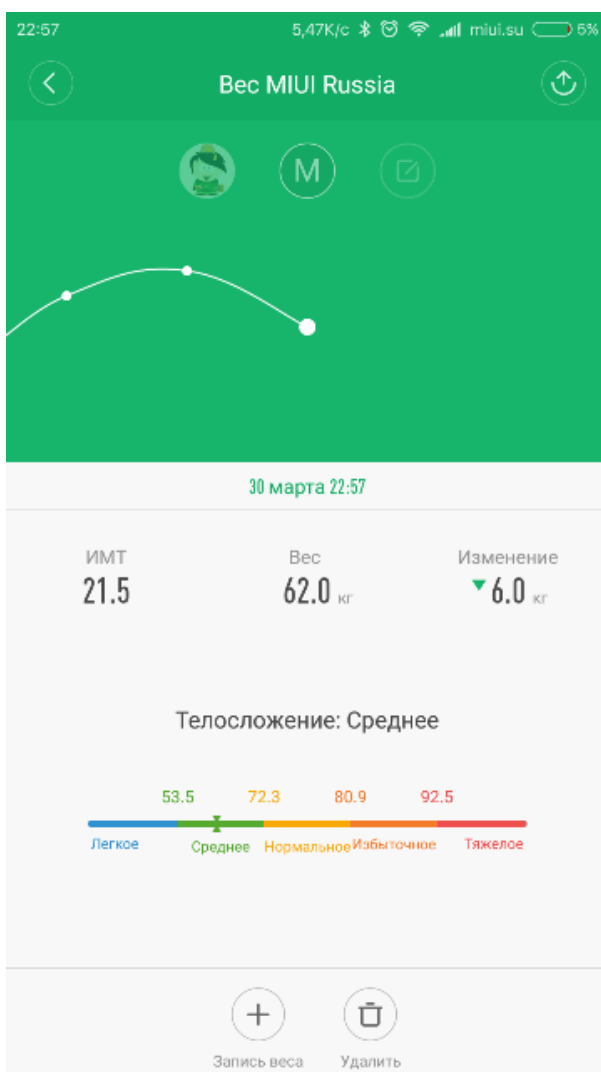 22:57 5,47K/c miui.su 6%
Вес MIUI Russia
M
30 марта 22:57
ИМТ Вес Изменение
21.5 62.0 кг 6.0 кг
Телосложение: Среднее
53.5 72.3 80.9 92.5
Легкое Среднее Нормальное Избыточное Тяжелое
Запись веса Удалить